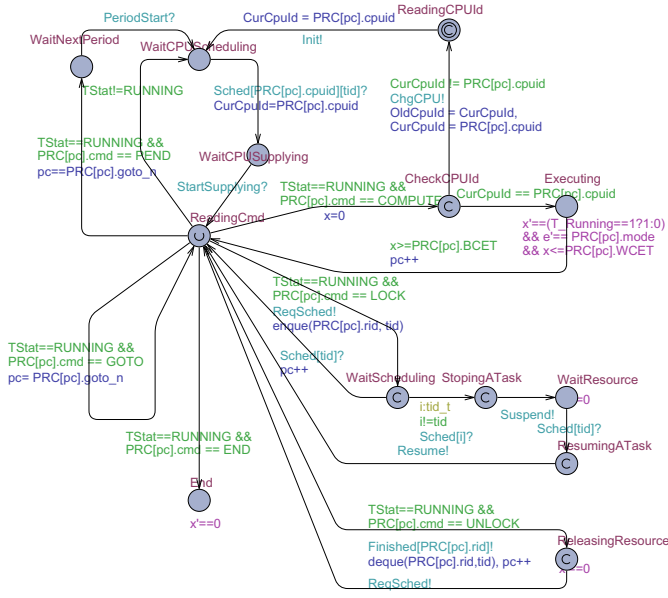 ReadingCPUId
PeriodStart?
CurCpuId = PRC[pc].cpuid
Init!
WaitNextPeriod
WaitCPUScheduling
TStat!=RUNNING
Sched[PRC[pc].cpuid][tid]?
CurCpuId=PRC[pc].cpuid
CurCpuId != PRC[pc].cpuid
ChgCPU!
OldCpuId = CurCpuId,
CurCpuId = PRC[pc].cpuid
TStat==RUNNING &&
PRC[pc].cmd == PEND
pc==PRC[pc].goto_n
WaitCPUSupplying
StartSupplying?
TStat==RUNNING &&
PRC[pc].cmd == COMPUTE
x=0
CheckCPUId
Executing
CurCpuId == PRC[pc].cpuid
ReadingCmd
x'==(T_Running==1?1:0)
&& e'==PRC[pc].mode
&& x<=PRC[pc].WCET
x>=PRC[pc].BCET
pc++
TStat==RUNNING &&
PRC[pc].cmd == LOCK
ReqSched!
enque(PRC[pc].rid, tid)
TStat==RUNNING &&
PRC[pc].cmd == GOTO
pc= PRC[pc].goto_n
Sched[tid]?
pc++
WaitScheduling
StopingATask
WaitResource
i:tid_t
i!=tid
Sched[i]?
Suspend!
Sched[tid]?
Resume!
ResumingATask
TStat==RUNNING &&
PRC[pc].cmd == END
End
x'==0
TStat==RUNNING &&
PRC[pc].cmd == UNLOCK
ReleasingResource
Finished[PRC[pc].rid]!
deque(PRC[pc].rid,tid), pc++
ReqSched!